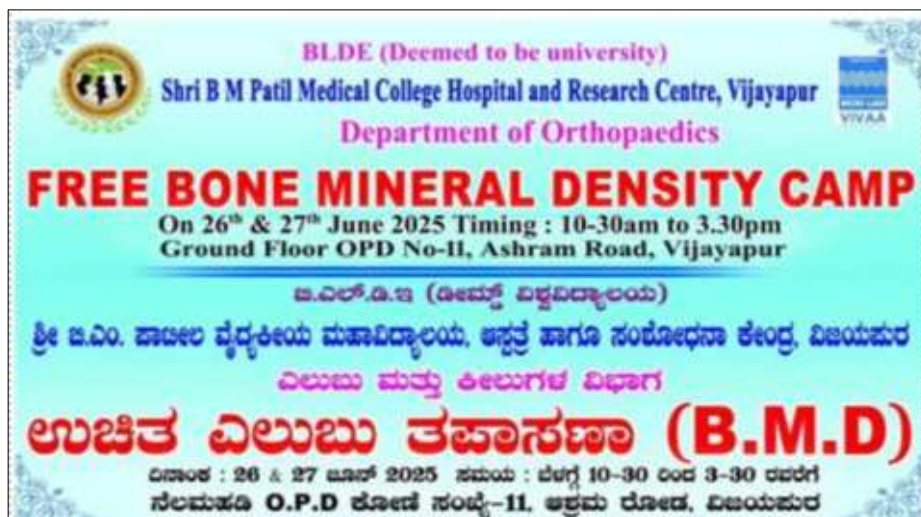 BLDE (Deemed to be university)
Shri B M Patil Medical College Hospital and Research Centre, Vijayapur
VIVAA
Department of Orthopaedics
FREE BONE MINERAL DENSITY CAMP
On 26th & 27th June 2025 Timing : 10-30am to 3.30pm
Ground Floor OPD No-II, Ashram Road, Vijayapur
ಬಿ.ಎಲ್.ಡಿ.ಇ (ಡೀಮ್ಡ್ ವಿಶ್ವವಿದ್ಯಾಲಯ)
ಶ್ರೀ ಬಿ.ಎಂ. ಪಾಟೀಲ ವೈದ್ಯಕೀಯ ಮಹಾವಿದ್ಯಾಲಯ, ಆಸ್ಪತ್ರೆ ಹಾಗೂ ಸಂಶೋಧನಾ ಕೇಂದ್ರ, ವಿಜಯಪುರ
ಎಲುಬು ಮತ್ತು ಕೀಲುಗಳ ವಿಭಾಗ
ಉಚಿತ ಎಲುಬು ತಪಾಸಣಾ (B.M.D)
ದಿನಾಂಕ : 26 & 27 ಜೂನ್ 2025 ಸಮಯ : ಬೆಳಗ್ಗೆ 10-30 ರಿಂದ 3-30 ರವರೆಗೆ
ನೆಲಮಹಡಿ O.P.D ಕೋಣೆ ಸಂಖ್ಯೆ-11, ಆಶ್ರಮ ರೋಡ, ವಿಜಯಪುರ